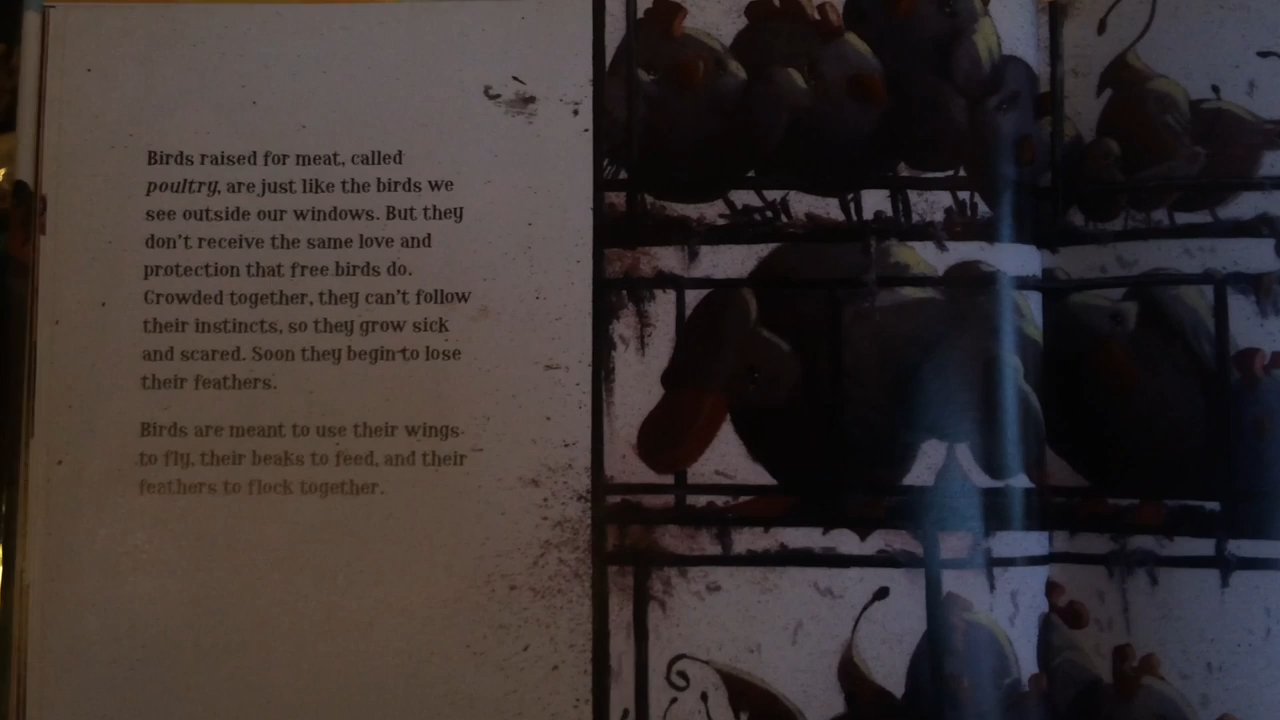 Birds raised for meat, called
poultry, are just like the birds we
see outside our windows. But they
don't receive the same love and
protection that free birds do.
Crowded together, they can't follow
their instincts, so they grow sick
and scared. Soon they begin to lose
their feathers.
Birds are meant to use their wings
to fly, their beaks to feed, and their
feathers to flock together.